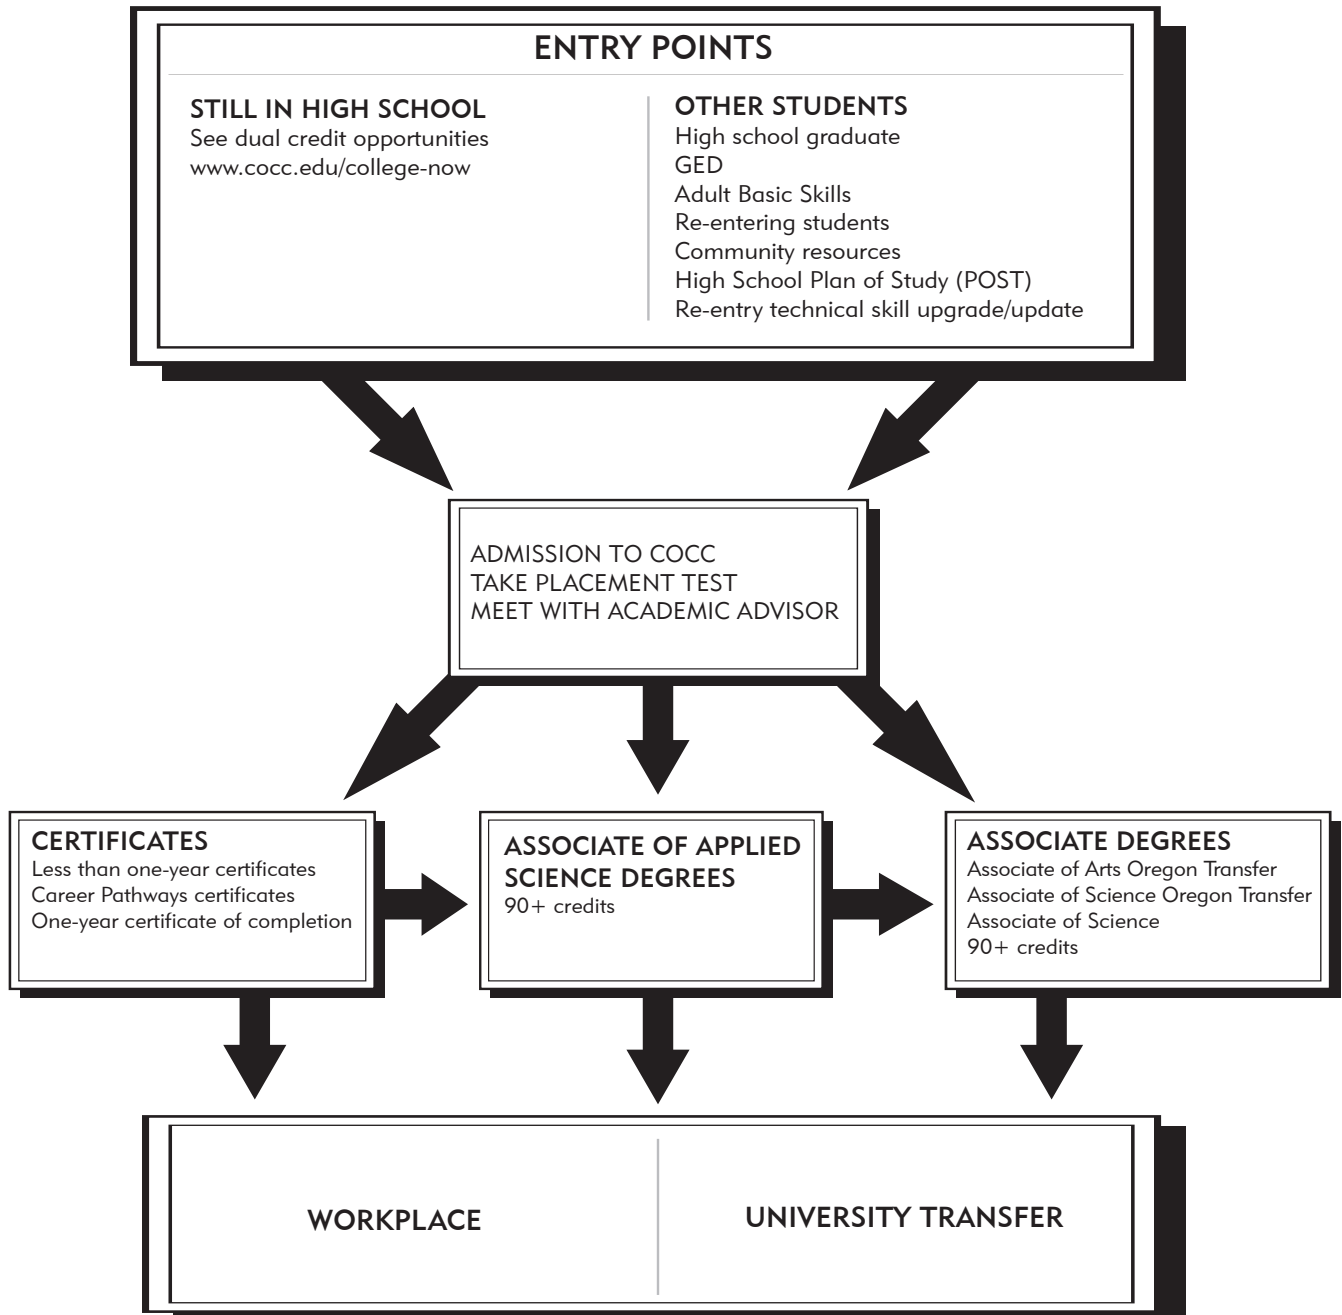 ENTRY POINTS
STILL IN HIGH SCHOOL
See dual credit opportunities
www.cocc.edu/college-now
OTHER STUDENTS
High school graduate
GED
Adult Basic Skills
Re-entering students
Community resources
High School Plan of Study (POST)
Re-entry technical skill upgrade/update
ADMISSION TO COCC
TAKE PLACEMENT TEST
MEET WITH ACADEMIC ADVISOR
CERTIFICATES
Less than one-year certificates
Career Pathways certificates
One-year certificate of completion
ASSOCIATE OF APPLIED
SCIENCE DEGREES
90+ credits
ASSOCIATE DEGREES
Associate of Arts Oregon Transfer
Associate of Science Oregon Transfer
Associate of Science
90+ credits
WORKPLACE
UNIVERSITY TRANSFER